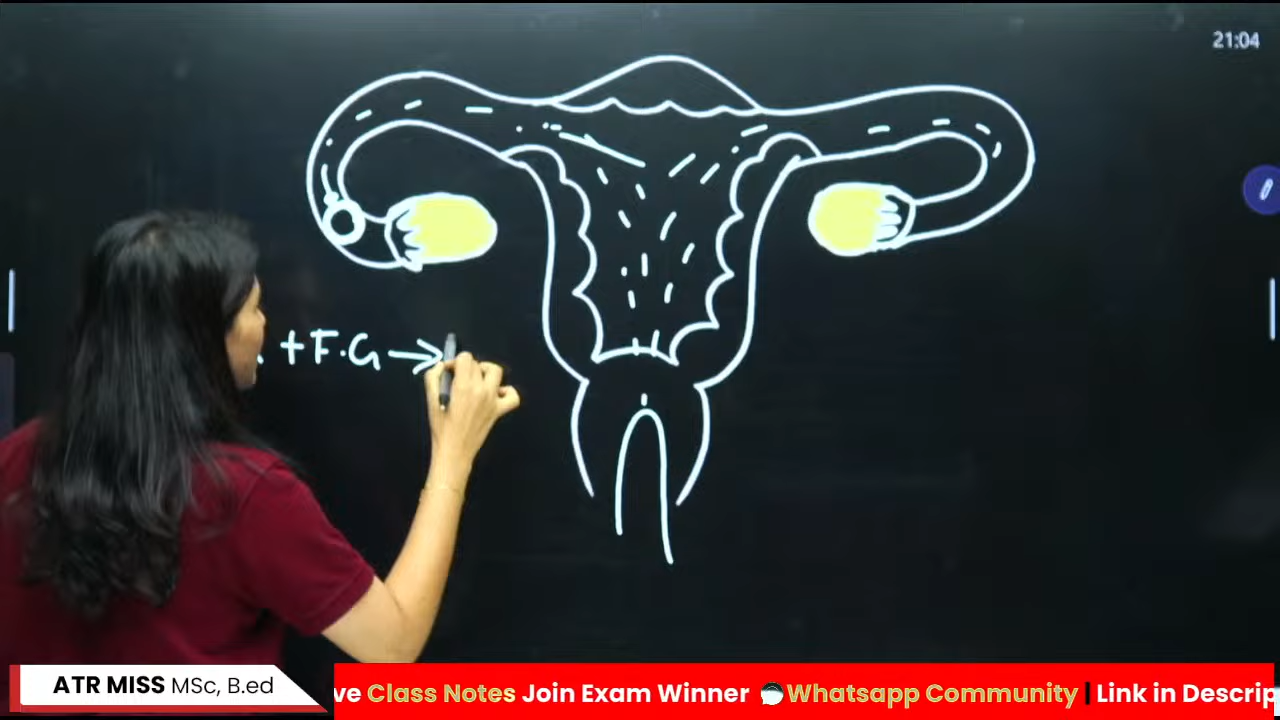 21:04
+F.G →
ATR MISS MSc, B.ed
ve Class Notes Join Exam Winner Whatsapp Community | Link in Descrip